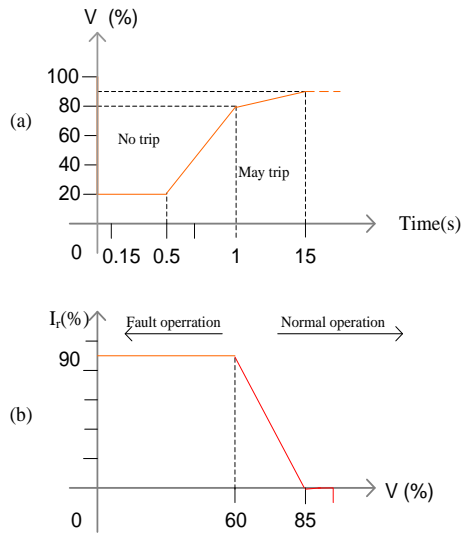 V (%)
100
80
60
40
20
(a)
No trip
May trip
Time(s)
0 0.15 0.5 1 15
Ir(%)
Fault operration
Normal operation
90
(b)
V (%)
0 60 85